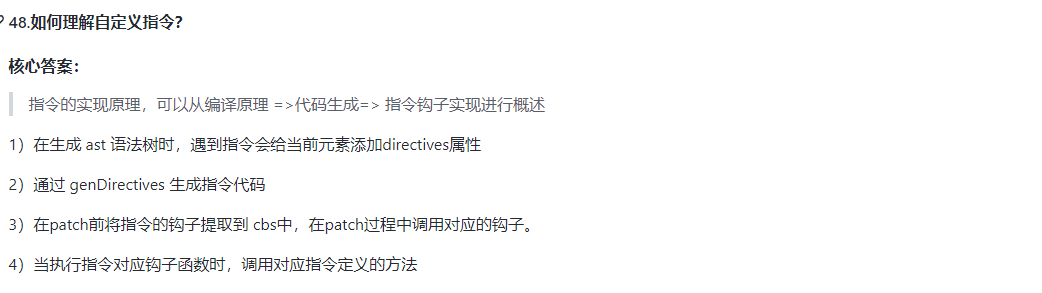 48.如何理解自定义指令?
核心答案：
指令的实现原理，可以从编译原理 =>代码生成=> 指令钩子实现进行概述
1）在生成 ast 语法树时，遇到指令会给当前元素添加directives属性
2）通过 genDirectives 生成指令代码
3）在patch前将指令的钩子提取到 cbs中，在patch过程中调用对应的钩子。
4）当执行指令对应钩子函数时，调用对应指令定义的方法